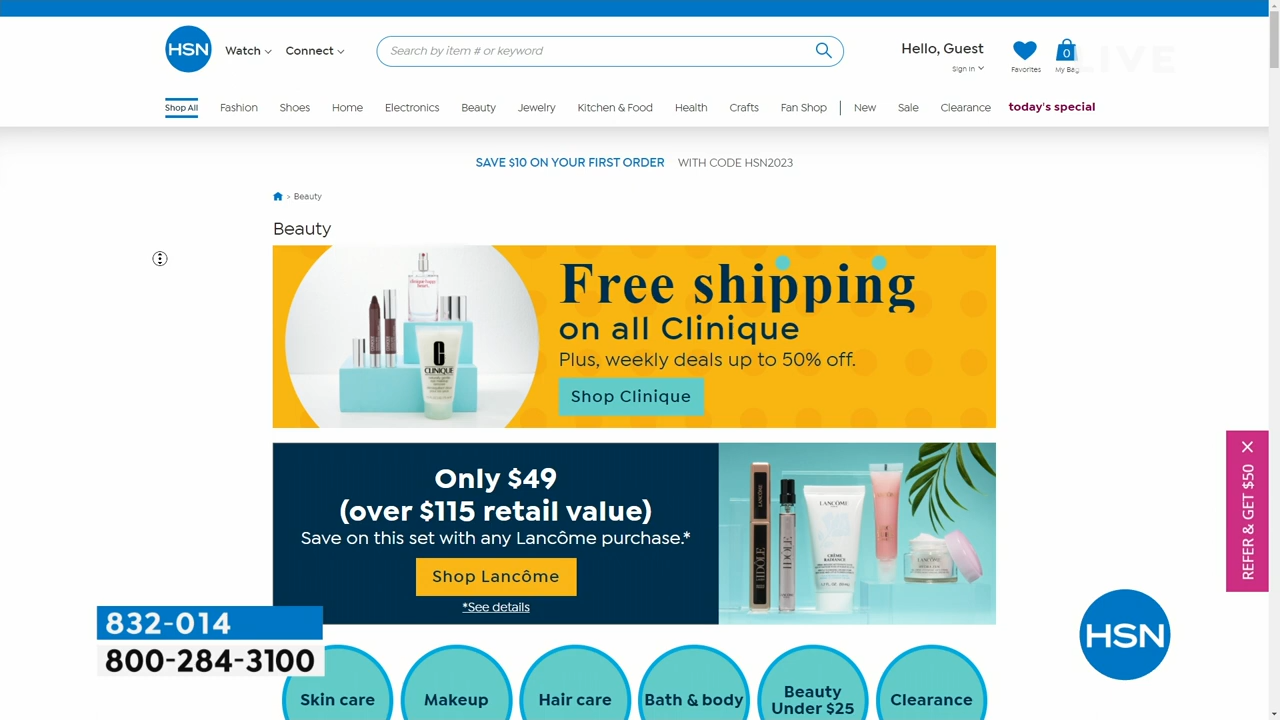 HSN
Watch
Connect
Search by item # or keyword
Hello, Guest
Sign in
Favorites
0
My Bag
LIVE
Shop All
Fashion
Shoes
Home
Electronics
Beauty
Jewelry
Kitchen & Food
Health
Crafts
Fan Shop
New
Sale
Clearance
today's special
SAVE $10 ON YOUR FIRST ORDER WITH CODE HSN2023
> Beauty
Beauty
Free shipping
on all Clinique
Plus, weekly deals up to 50% off.
Shop Clinique
CLINIQUE
Only $49
(over $115 retail value)
Save on this set with any Lancôme purchase.*
Shop Lancôme
*See details
LANCÔME
CRÈME
RADIANCE
IDÔLE
REFER & GET $50
832-014
800-284-3100
HSN
Skin care
Makeup
Hair care
Bath & body
Beauty
Under $25
Clearance